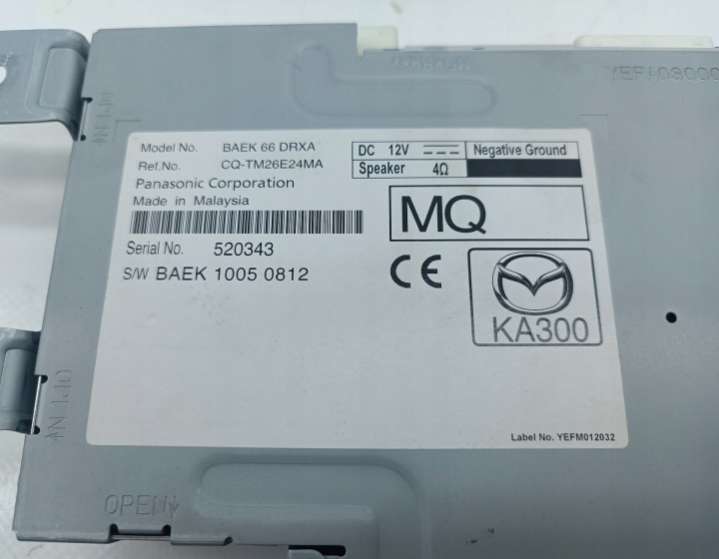 YEF103000
Model No. BAEK 66 DRXA
Ref.No. CQ-TM26E24MA
Panasonic Corporation
Made in Malaysia
DC 12V Negative Ground
Speaker 4Ω
MQ
Serial No. 520343
S/W BAEK 1005 0812
CE
KA300
Label No. YEFM012032
OPEN